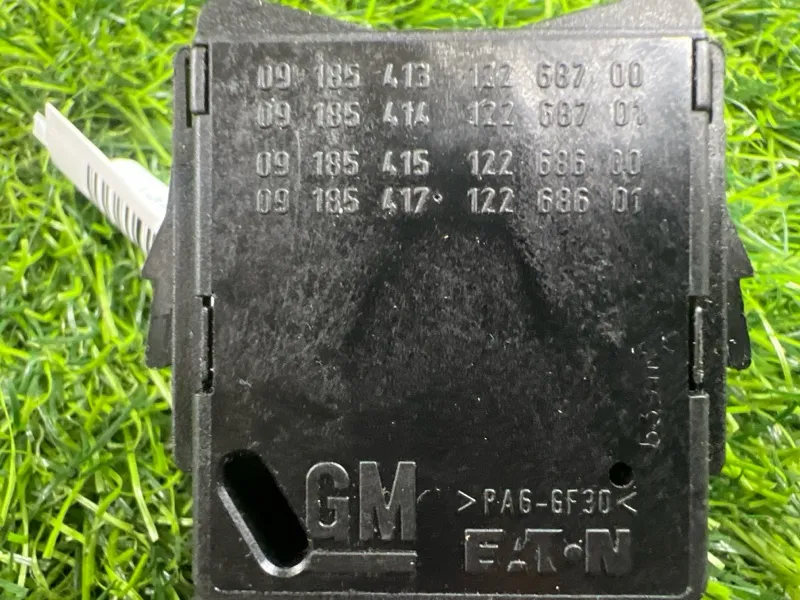 09 185 413 122 687 00
09 185 414 122 687 01
09 185 415 122 686 00
09 185 417 122 686 01
GM
>PA6-GF30<
EATON